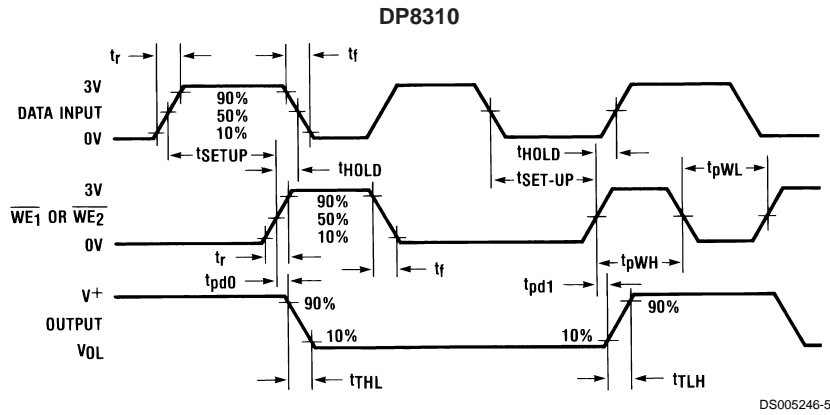 DP8310
tr
tf
3V
DATA INPUT
0V
90%
50%
10%
tSETUP
tHOLD
tHOLD
tSET-UP
tpWL
3V
WE1 OR WE2
0V
90%
50%
10%
tr
tf
tpWH
tpd0
tpd1
V+
OUTPUT
VOL
90%
10%
10%
90%
tTHL
tTLH
DS005246-5